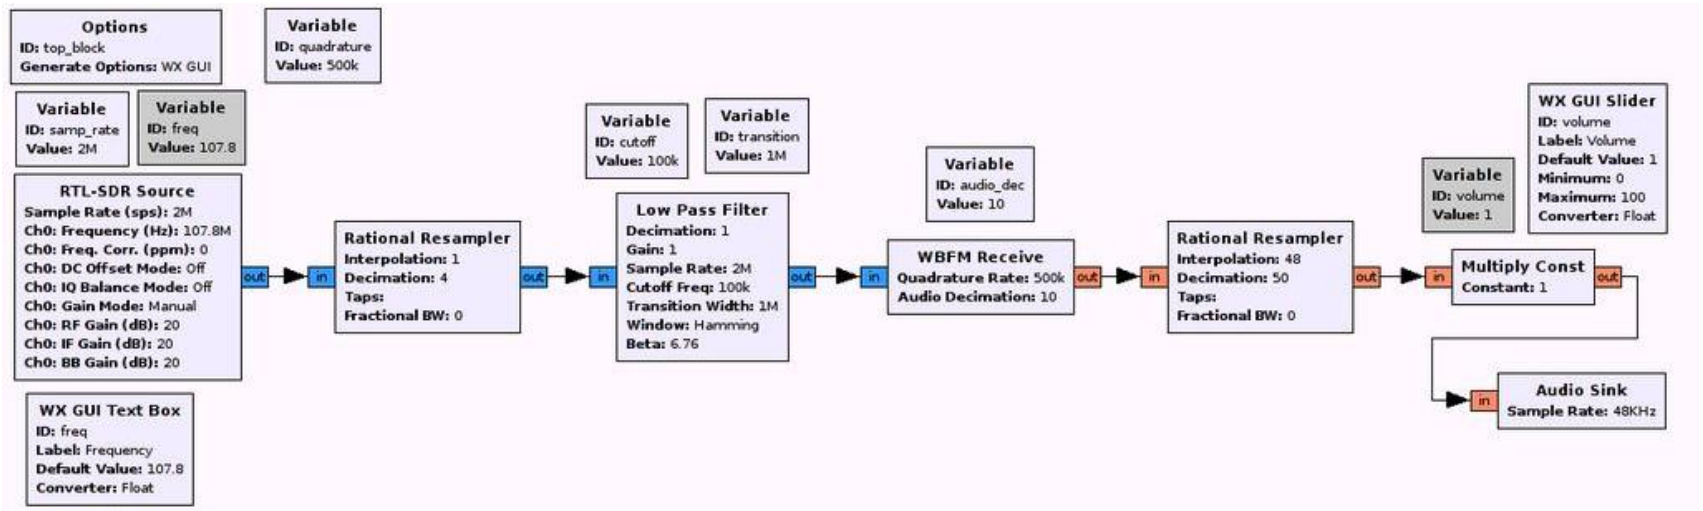 Options
ID: top_block
Generate Options: WX GUI
Variable
ID: quadrature
Value: 500k
Variable
ID: samp_rate
Value: 2M
Variable
ID: freq
Value: 107.8
RTL-SDR Source
Sample Rate (sps): 2M
Ch0: Frequency (Hz): 107.8M
Ch0: Freq. Corr. (ppm): 0
Ch0: DC Offset Mode: Off
Ch0: IQ Balance Mode: Off
Ch0: Gain Mode: Manual
Ch0: RF Gain (dB): 20
Ch0: IF Gain (dB): 20
Ch0: BB Gain (dB): 20
out
WX GUI Text Box
ID: freq
Label: Frequency
Default Value: 107.8
Converter: Float
in
Rational Resampler
Interpolation: 1
Decimation: 4
Taps:
Fractional BW: 0
out
Variable
ID: cutoff
Value: 100k
Variable
ID: transition
Value: 1M
in
Low Pass Filter
Decimation: 1
Gain: 1
Sample Rate: 2M
Cutoff Freq: 100k
Transition Width: 1M
Window: Hamming
Beta: 6.76
out
Variable
ID: audio_dec
Value: 10
in
WBFM Receive
Quadrature Rate: 500k
Audio Decimation: 10
out
in
Rational Resampler
Interpolation: 48
Decimation: 50
Taps:
Fractional BW: 0
out
Variable
ID: volume
Value: 1
WX GUI Slider
ID: volume
Label: Volume
Default Value: 1
Minimum: 0
Maximum: 100
Converter: Float
in
Multiply Const
Constant: 1
out
in
Audio Sink
Sample Rate: 48KHz